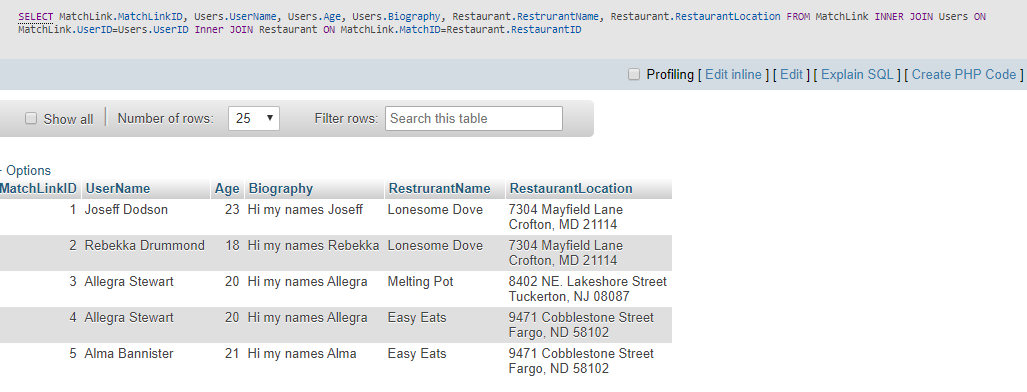 SELECT MatchLink.MatchLinkID, Users.UserName, Users.Age, Users.Biography, Restaurant.RestrurantName, Restaurant.RestaurantLocation FROM MatchLink INNER JOIN Users ON
MatchLink.UserID=Users.UserID Inner JOIN Restaurant ON MatchLink.MatchID=Restaurant.RestaurantID
Profiling [ Edit inline ] [ Edit ] [ Explain SQL ] [ Create PHP Code ]
Show all Number of rows: 25 Filter rows: Search this table
Options
MatchLinkID UserName Age Biography RestrurantName RestaurantLocation
1 Joseff Dodson 23 Hi my names Joseff Lonesome Dove 7304 Mayfield Lane
Crofton, MD 21114
2 Rebekka Drummond 18 Hi my names Rebekka Lonesome Dove 7304 Mayfield Lane
Crofton, MD 21114
3 Allegra Stewart 20 Hi my names Allegra Melting Pot 8402 NE. Lakeshore Street
Tuckerton, NJ 08087
4 Allegra Stewart 20 Hi my names Allegra Easy Eats 9471 Cobblestone Street
Fargo, ND 58102
5 Alma Bannister 21 Hi my names Alma Easy Eats 9471 Cobblestone Street
Fargo, ND 58102